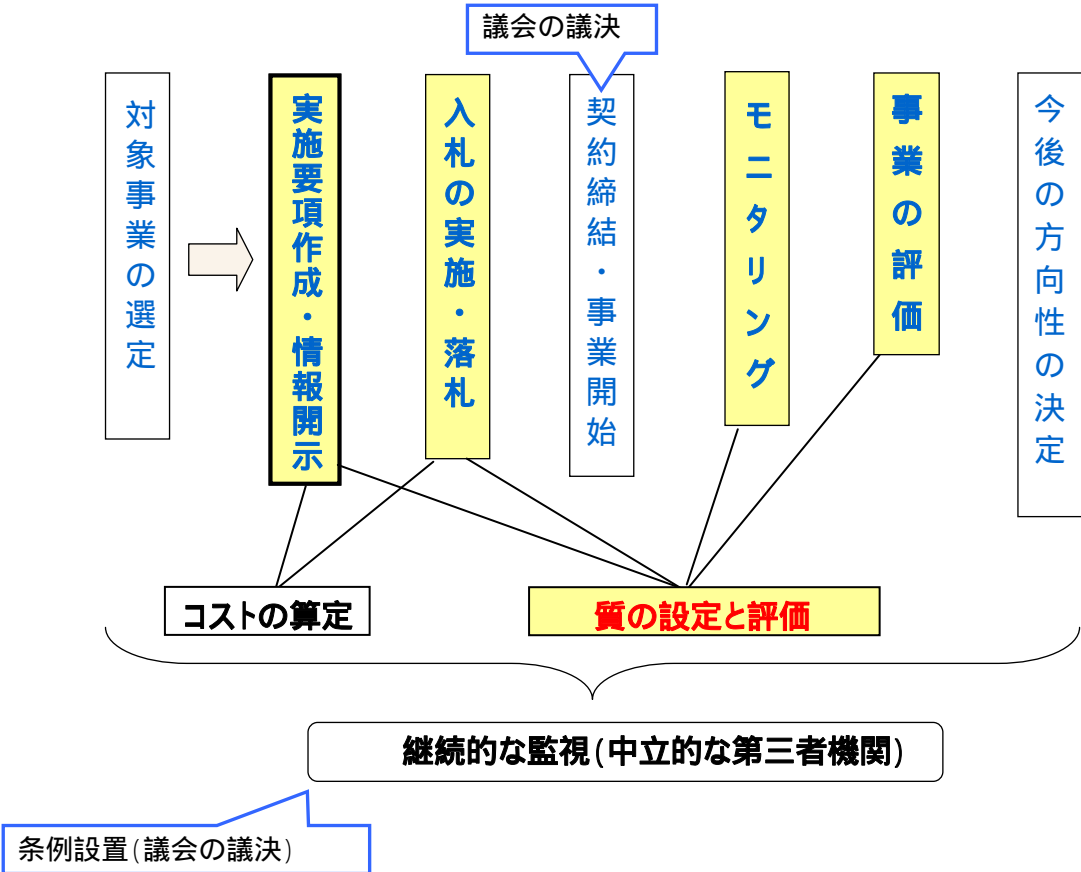 議会の議決
対象事業の選定
実施要項作成・情報開示
入札の実施・落札
契約締結・事業開始
モニタリング
事業の評価
今後の方向性の決定
コストの算定
質の設定と評価
継続的な監視(中立的な第三者機関)
条例設置(議会の議決)